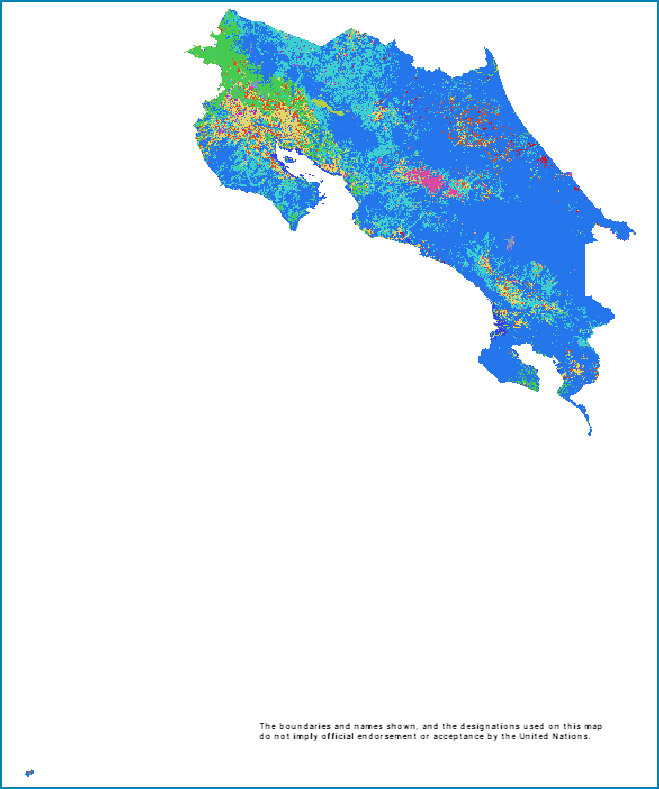 The boundaries and names shown, and the designations used on this map
do not imply official endorsement or acceptance by the United Nations.